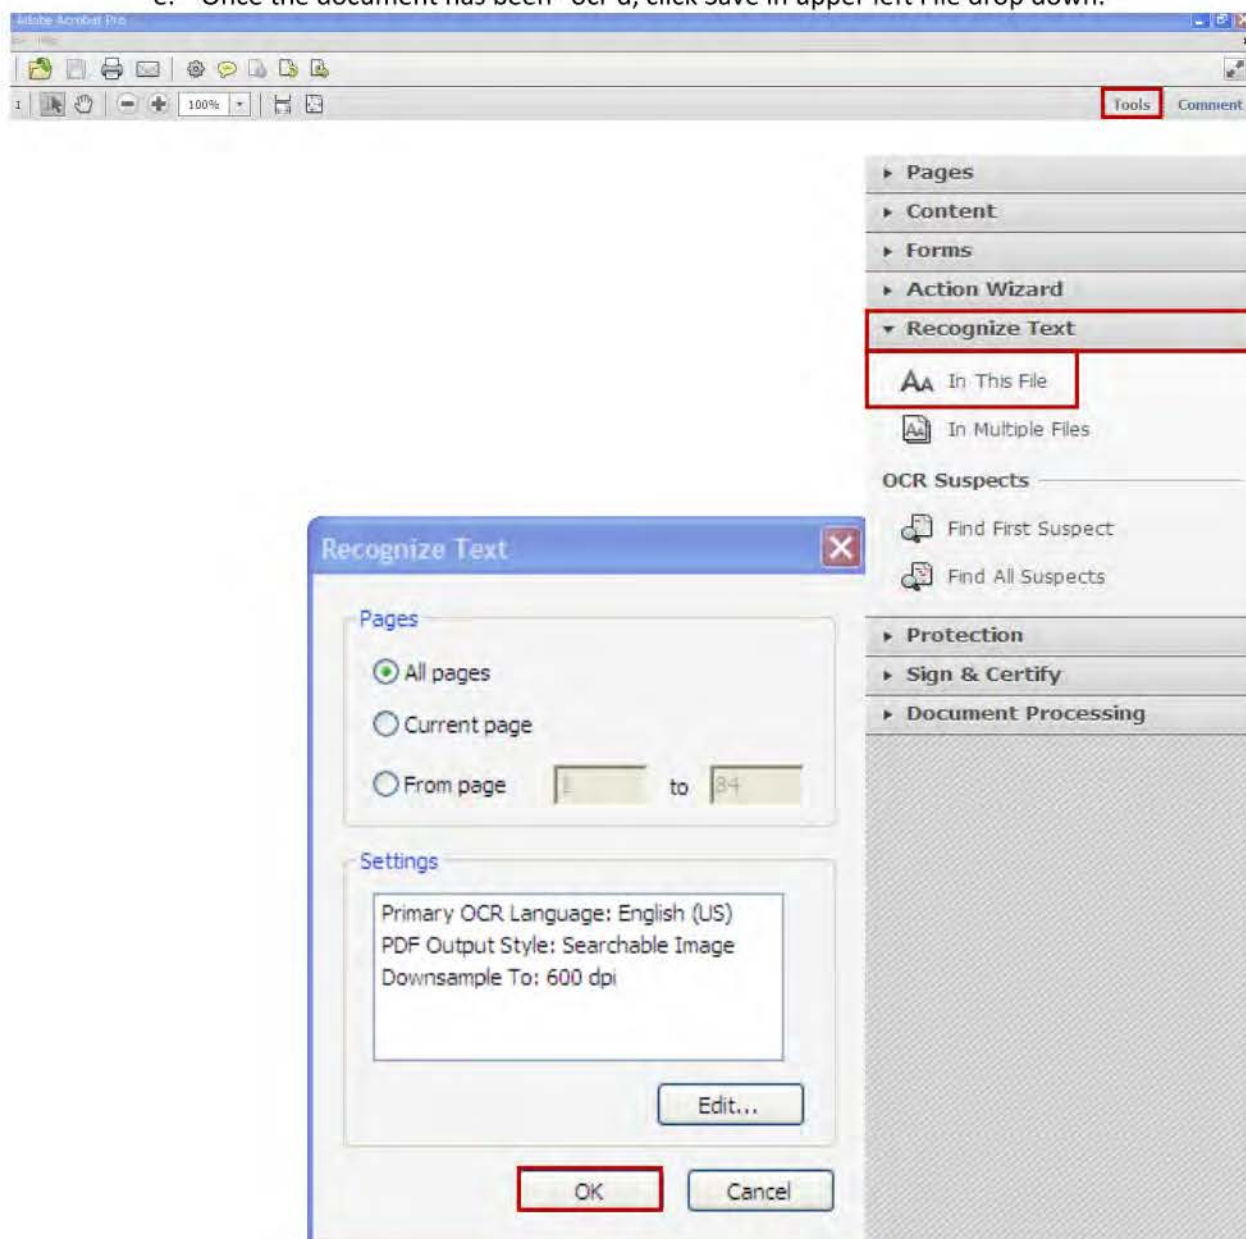 e. Once the document has been "ocr'd, click Save in upper left File drop down.
Adobe Acrobat Pro
100%
Tools Comment
Pages
Content
Forms
Action Wizard
Recognize Text
In This File
In Multiple Files
OCR Suspects
Find First Suspect
Find All Suspects
Protection
Sign & Certify
Document Processing
Recognize Text
Pages
All pages
Current page
From page 1 to 84
Settings
Primary OCR Language: English (US)
PDF Output Style: Searchable Image
Downsample To: 600 dpi
Edit...
OK Cancel